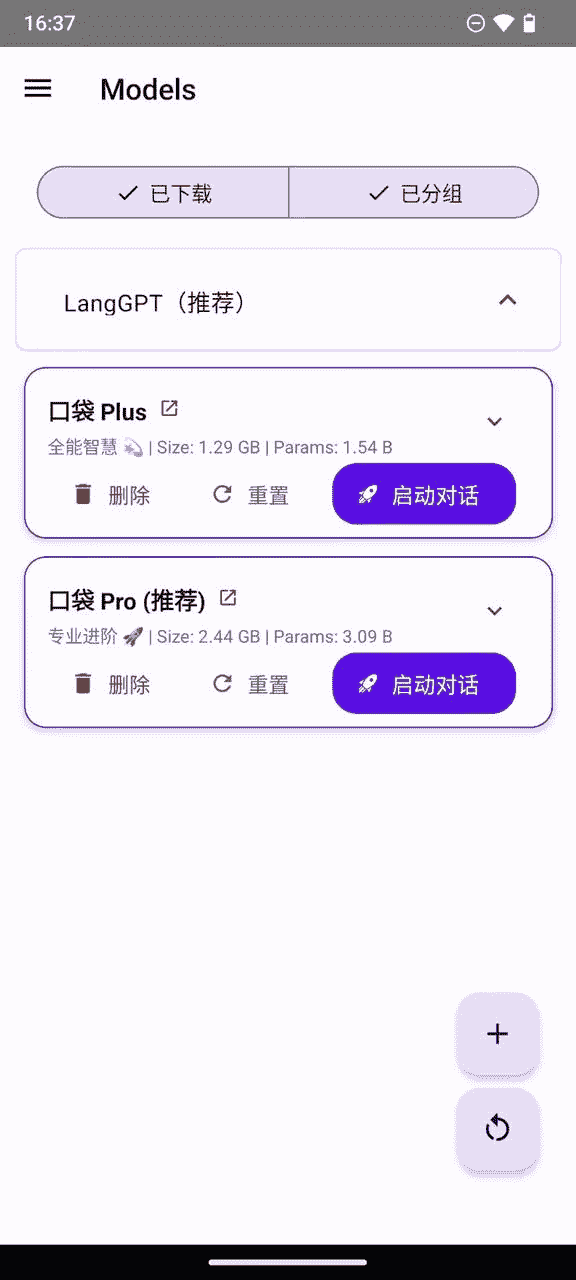 16:37
Models
已下载
已分组
LangGPT（推荐）
口袋 Plus
全能智慧 💫 | Size: 1.29 GB | Params: 1.54 B
删除
重置
启动对话
口袋 Pro (推荐)
专业进阶 🚀 | Size: 2.44 GB | Params: 3.09 B
删除
重置
启动对话